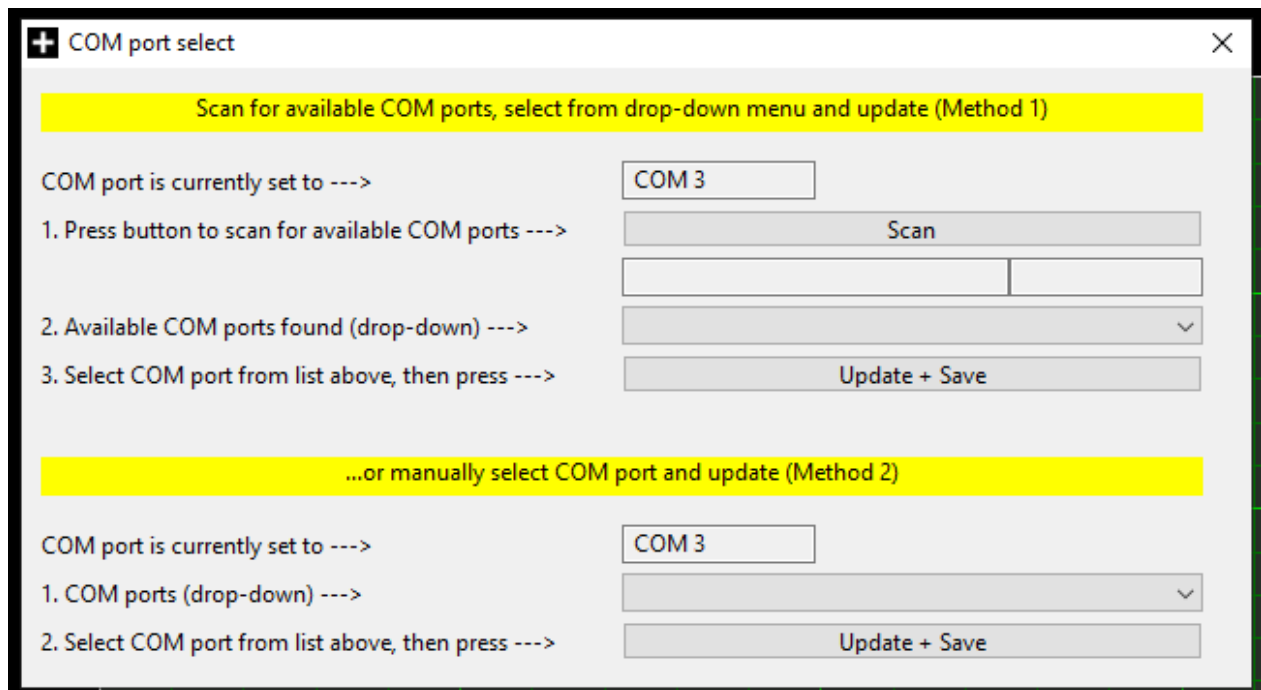 COM port select
Scan for available COM ports, select from drop-down menu and update (Method 1)
COM port is currently set to ---> COM 3
1. Press button to scan for available COM ports ---> Scan
2. Available COM ports found (drop-down) --->
3. Select COM port from list above, then press ---> Update + Save
...or manually select COM port and update (Method 2)
COM port is currently set to ---> COM 3
1. COM ports (drop-down) --->
2. Select COM port from list above, then press ---> Update + Save